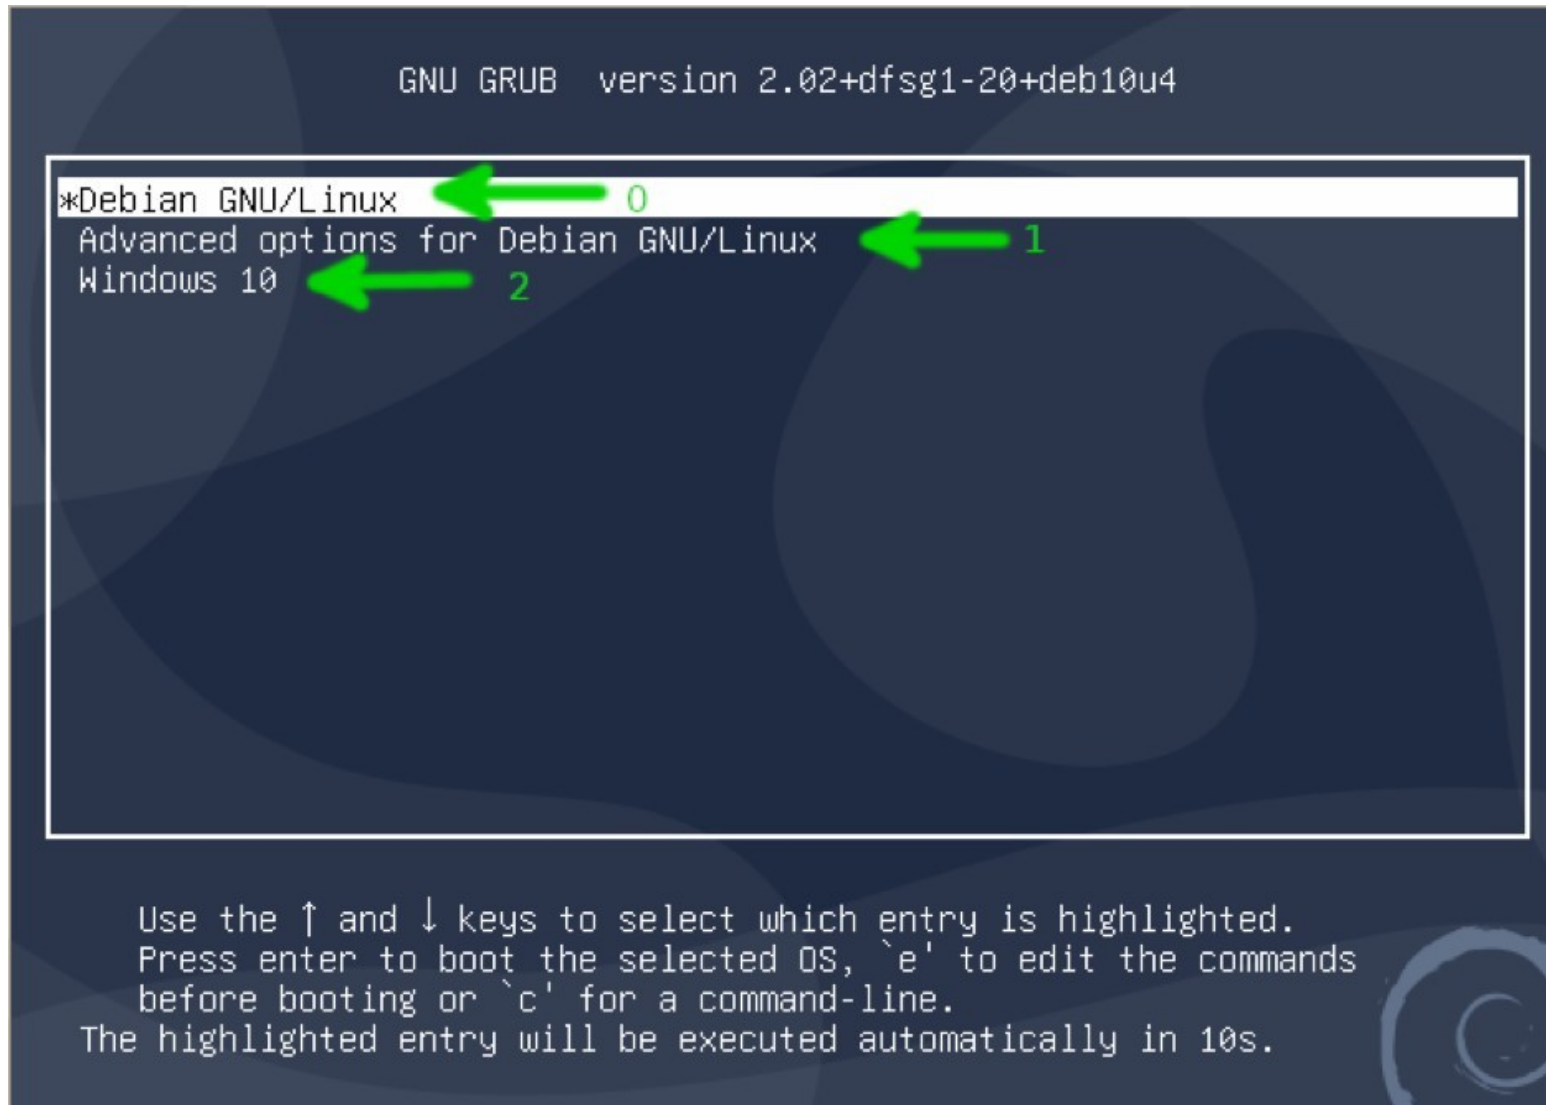 GNU GRUB version 2.02+dfsg1-20+deb10u4
*Debian GNU/Linux 0
Advanced options for Debian GNU/Linux 1
Windows 10 2
Use the ↑ and ↓ keys to select which entry is highlighted.
Press enter to boot the selected OS, `e' to edit the commands
before booting or `c' for a command-line.
The highlighted entry will be executed automatically in 10s.